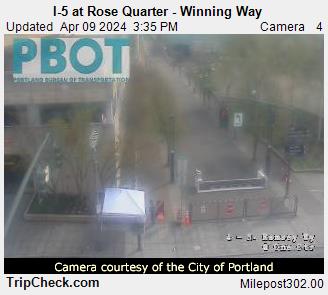 I-5 at Rose Quarter - Winning Way
Updated Apr 09 2024 3:35 PM Camera 4
PBOT
PORTLAND BUREAU OF TRANSPORTATION
Camera courtesy of the City of Portland
TripCheck.com Milepost302.00